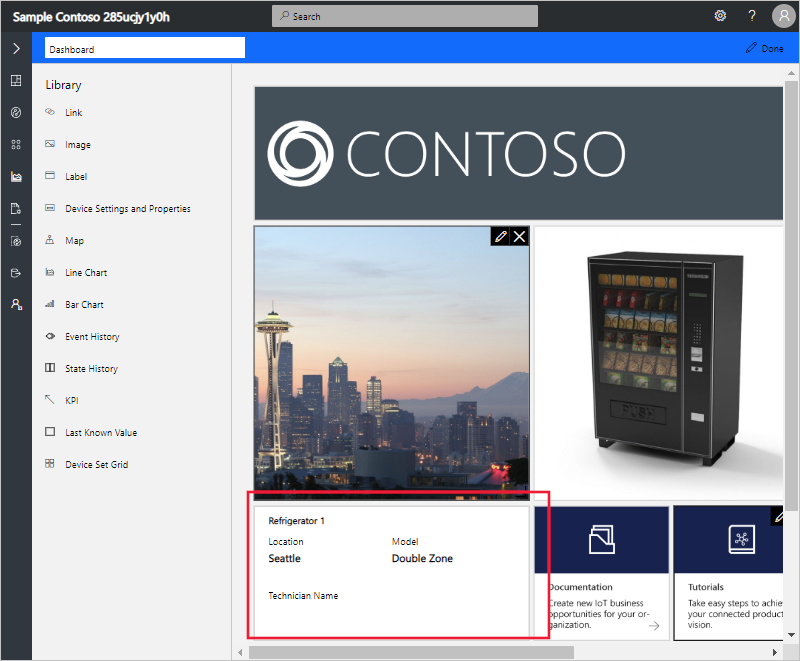 Sample Contoso 285ucjy1y0h
Search
?
Dashboard
Done
Library
Link
Image
Label
Device Settings and Properties
Map
Line Chart
Bar Chart
Event History
State History
KPI
Last Known Value
Device Set Grid
CONTOSO
PUSH
Refrigerator 1
Location
Model
Seattle
Double Zone
Technician Name
Documentation
Create new IoT business
opportunities for your or-
ganization.
Tutorials
Take easy steps to achie
your connected product
vision.